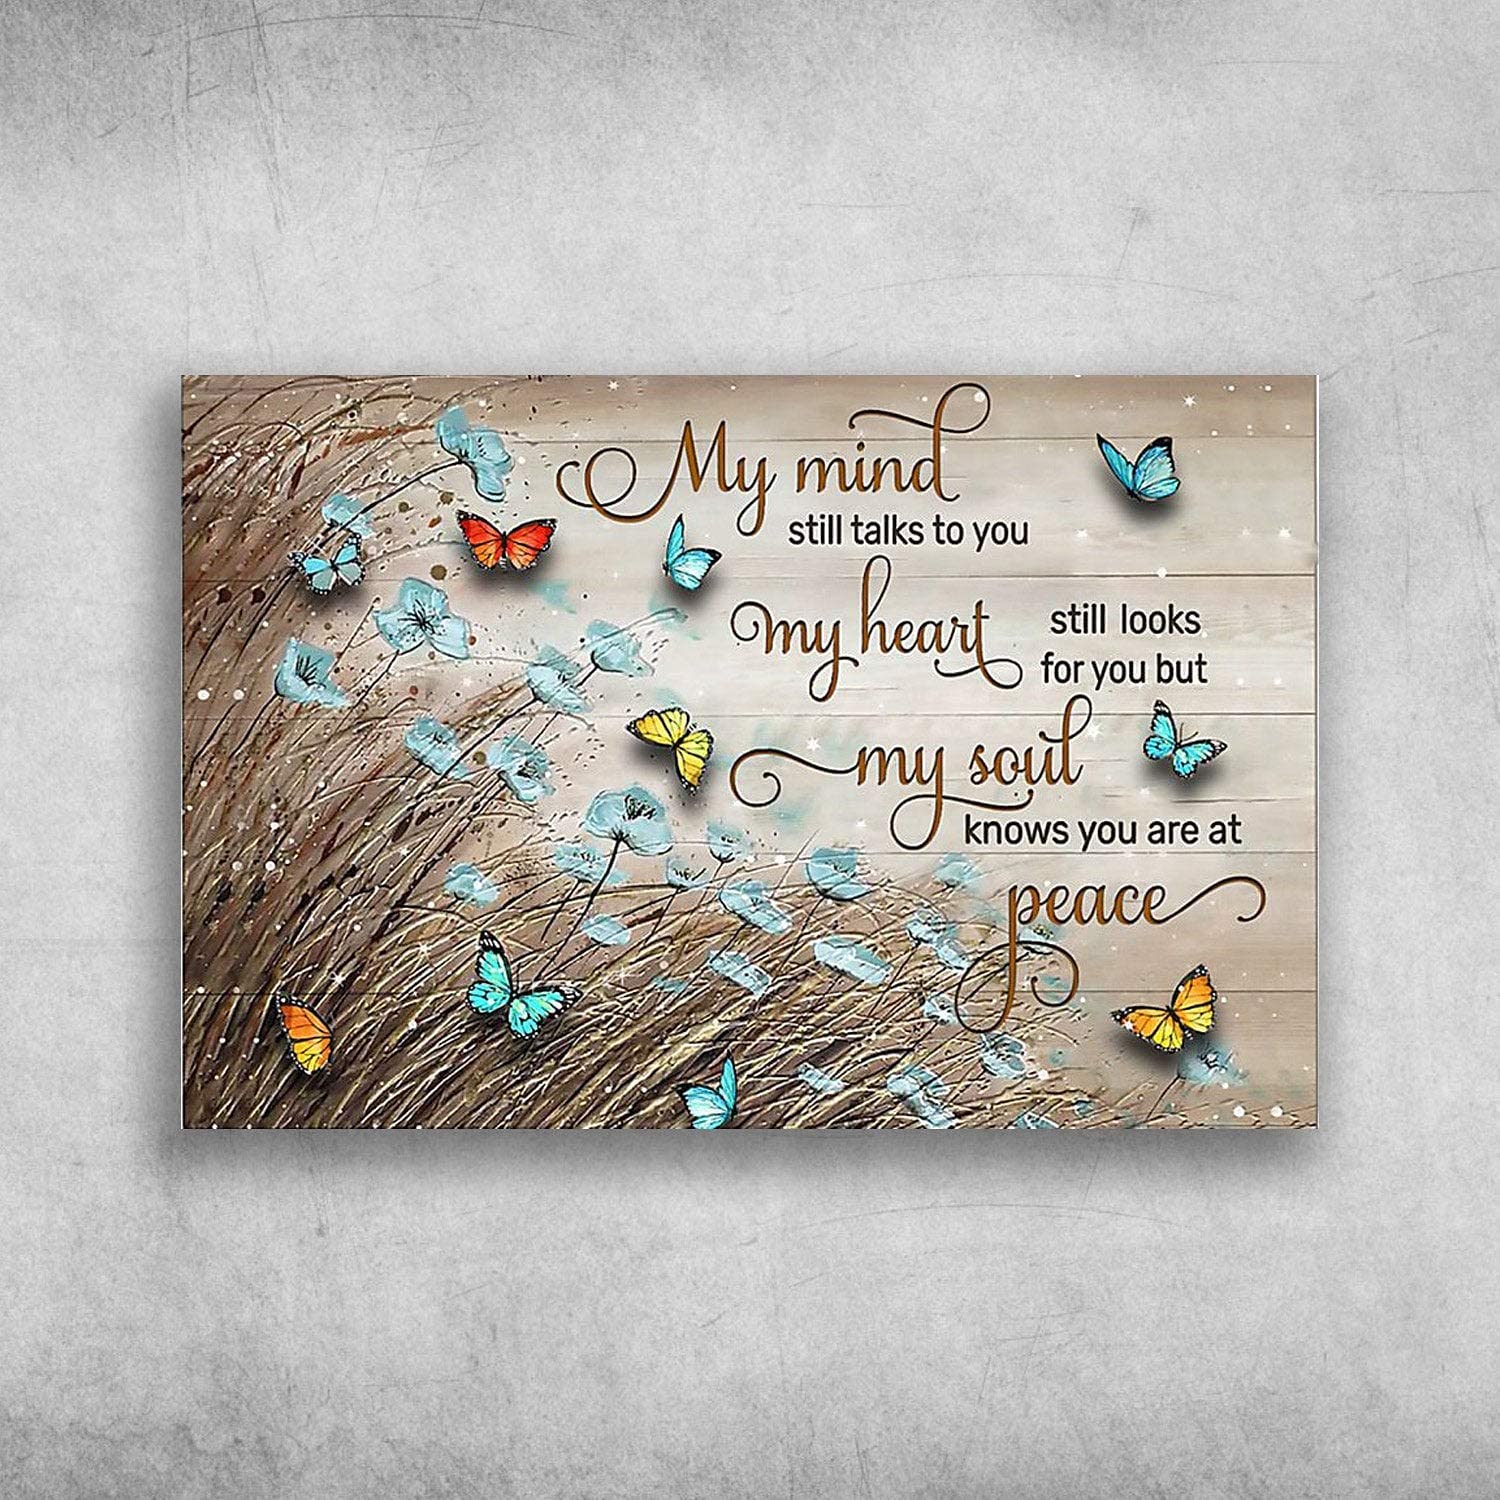 My mind
still talks to you
my heart still looks
for you but
my soul
knows you are at
peace